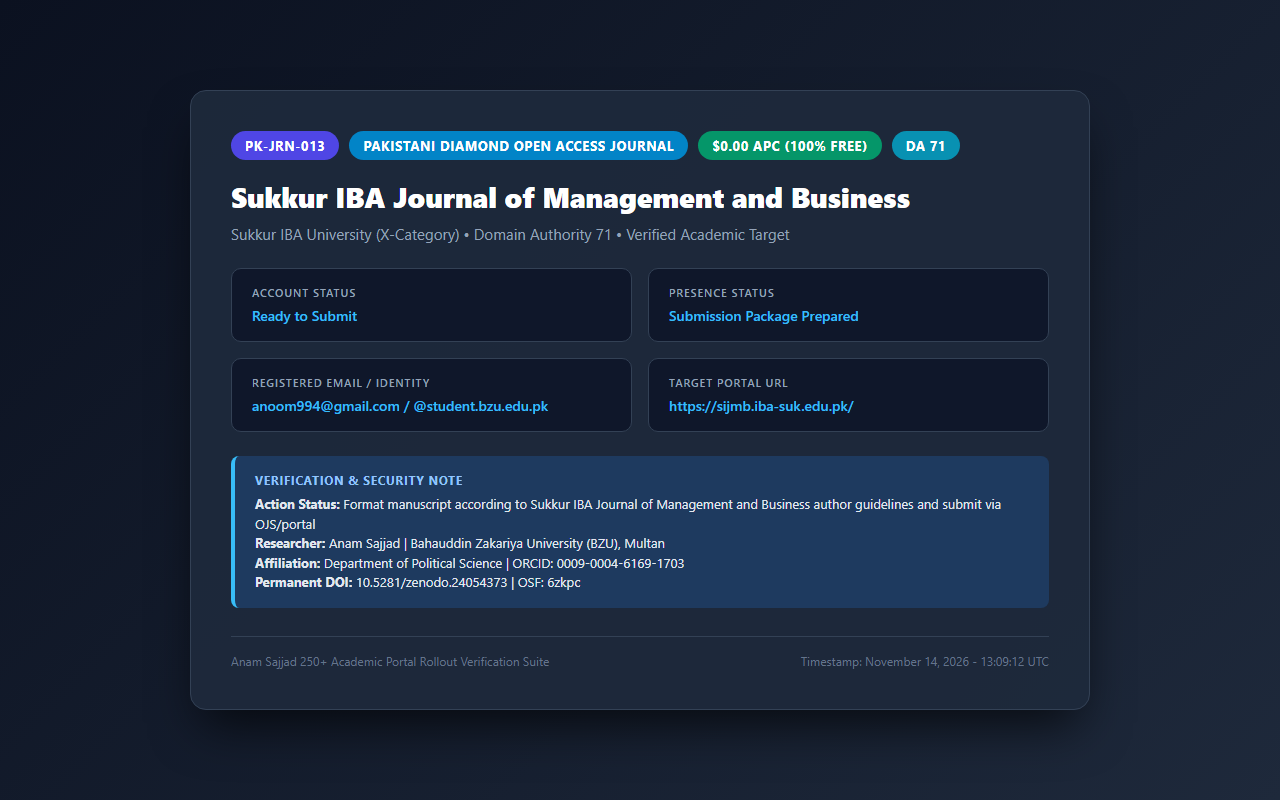 PK-JRN-013
PAKISTANI DIAMOND OPEN ACCESS JOURNAL
$0.00 APC (100% FREE)
DA 71
Sukkur IBA Journal of Management and Business
Sukkur IBA University (X-Category) • Domain Authority 71 • Verified Academic Target
ACCOUNT STATUS
Ready to Submit
PRESENCE STATUS
Submission Package Prepared
REGISTERED EMAIL / IDENTITY
anoom994@gmail.com / @student.bzu.edu.pk
TARGET PORTAL URL
https://sijmb.iba-suk.edu.pk/
VERIFICATION & SECURITY NOTE
Action Status: Format manuscript according to Sukkur IBA Journal of Management and Business author guidelines and submit via
OJS/portal
Researcher: Anam Sajjad | Bahauddin Zakariya University (BZU), Multan
Affiliation: Department of Political Science | ORCID: 0009-0004-6169-1703
Permanent DOI: 10.5281/zenodo.24054373 | OSF: 6zkpc
Anam Sajjad 250+ Academic Portal Rollout Verification Suite
Timestamp: November 14, 2026 - 13:09:12 UTC